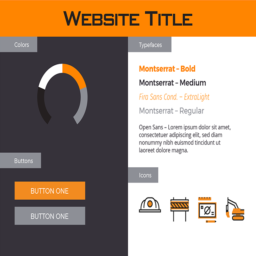 WEBSITE TITLE
Colors
Typefaces
Montserrat – Bold
Montserrat – Medium
Fira Sans Cond. – ExtraLight
Montserrat – Regular
Open Sans – Lorem ipsum dolor sit amet,
consectetuer adipiscing elit, sed diam
nonummy nibh euismod tincidunt ut
laoreet dolore magna.
Buttons
BUTTON ONE
BUTTON ONE
Icons